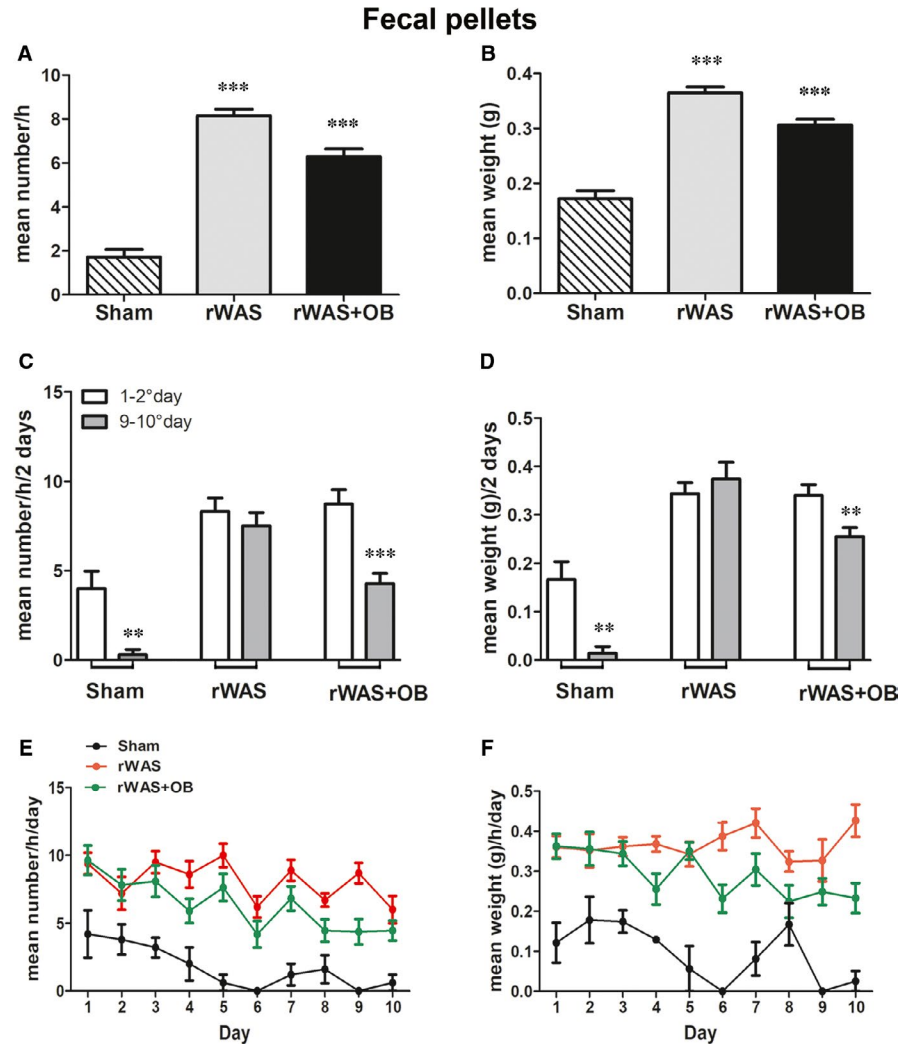 Fecal pellets
A
mean number/h
10
8
6
4
2
0
***
***
Sham
rWAS
rWAS+OB
B
mean weight (g)
0.4
0.3
0.2
0.1
0.0
***
***
Sham
rWAS
rWAS+OB
C
mean number/h/2 days
15
10
5
0
1-2°day
9-10°day
**
***
Sham
rWAS
rWAS+OB
D
mean weight (g)/2 days
0.5
0.4
0.3
0.2
0.1
0.0
**
**
Sham
rWAS
rWAS+OB
E
mean number/h/day
15
10
5
0
Sham
rWAS
rWAS+OB
1 2 3 4 5 6 7 8 9 10
Day
F
mean weight (g)/h/day
0.5
0.4
0.3
0.2
0.1
0.0
1 2 3 4 5 6 7 8 9 10
Day